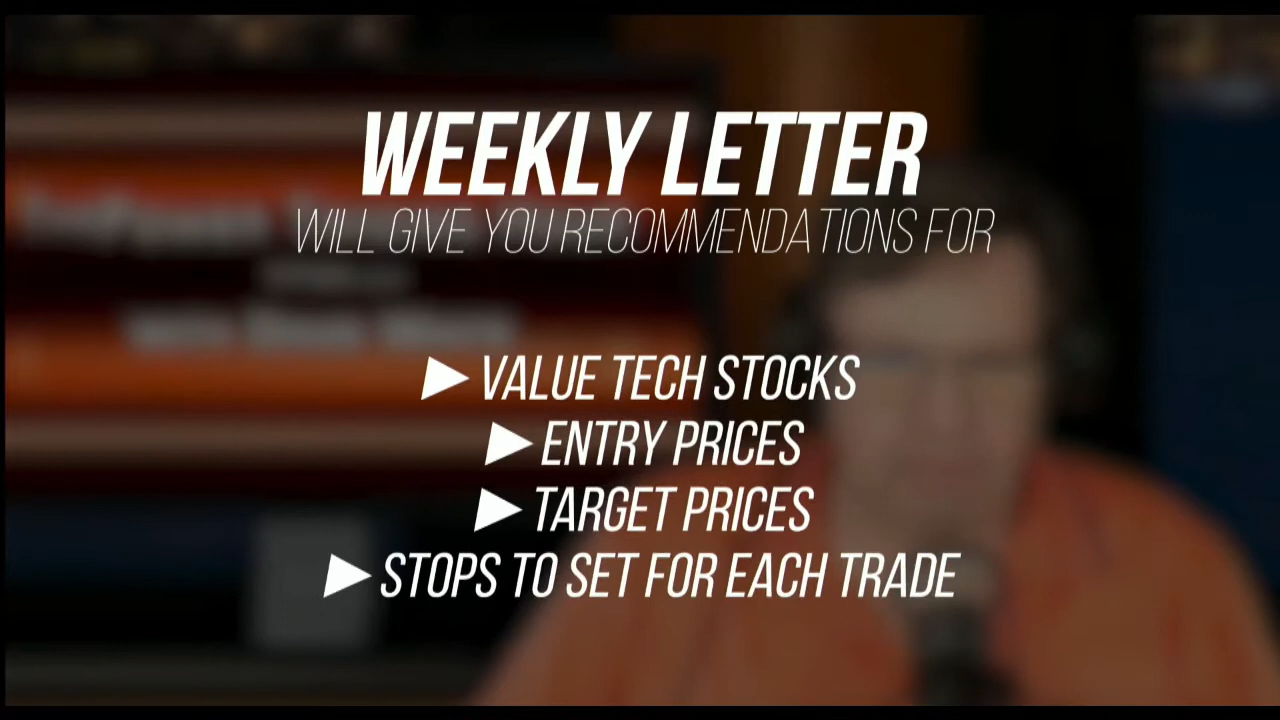 WEEKLY LETTER
WILL GIVE YOU RECOMMENDATIONS FOR
▶ VALUE TECH STOCKS
▶ ENTRY PRICES
▶ TARGET PRICES
▶ STOPS TO SET FOR EACH TRADE